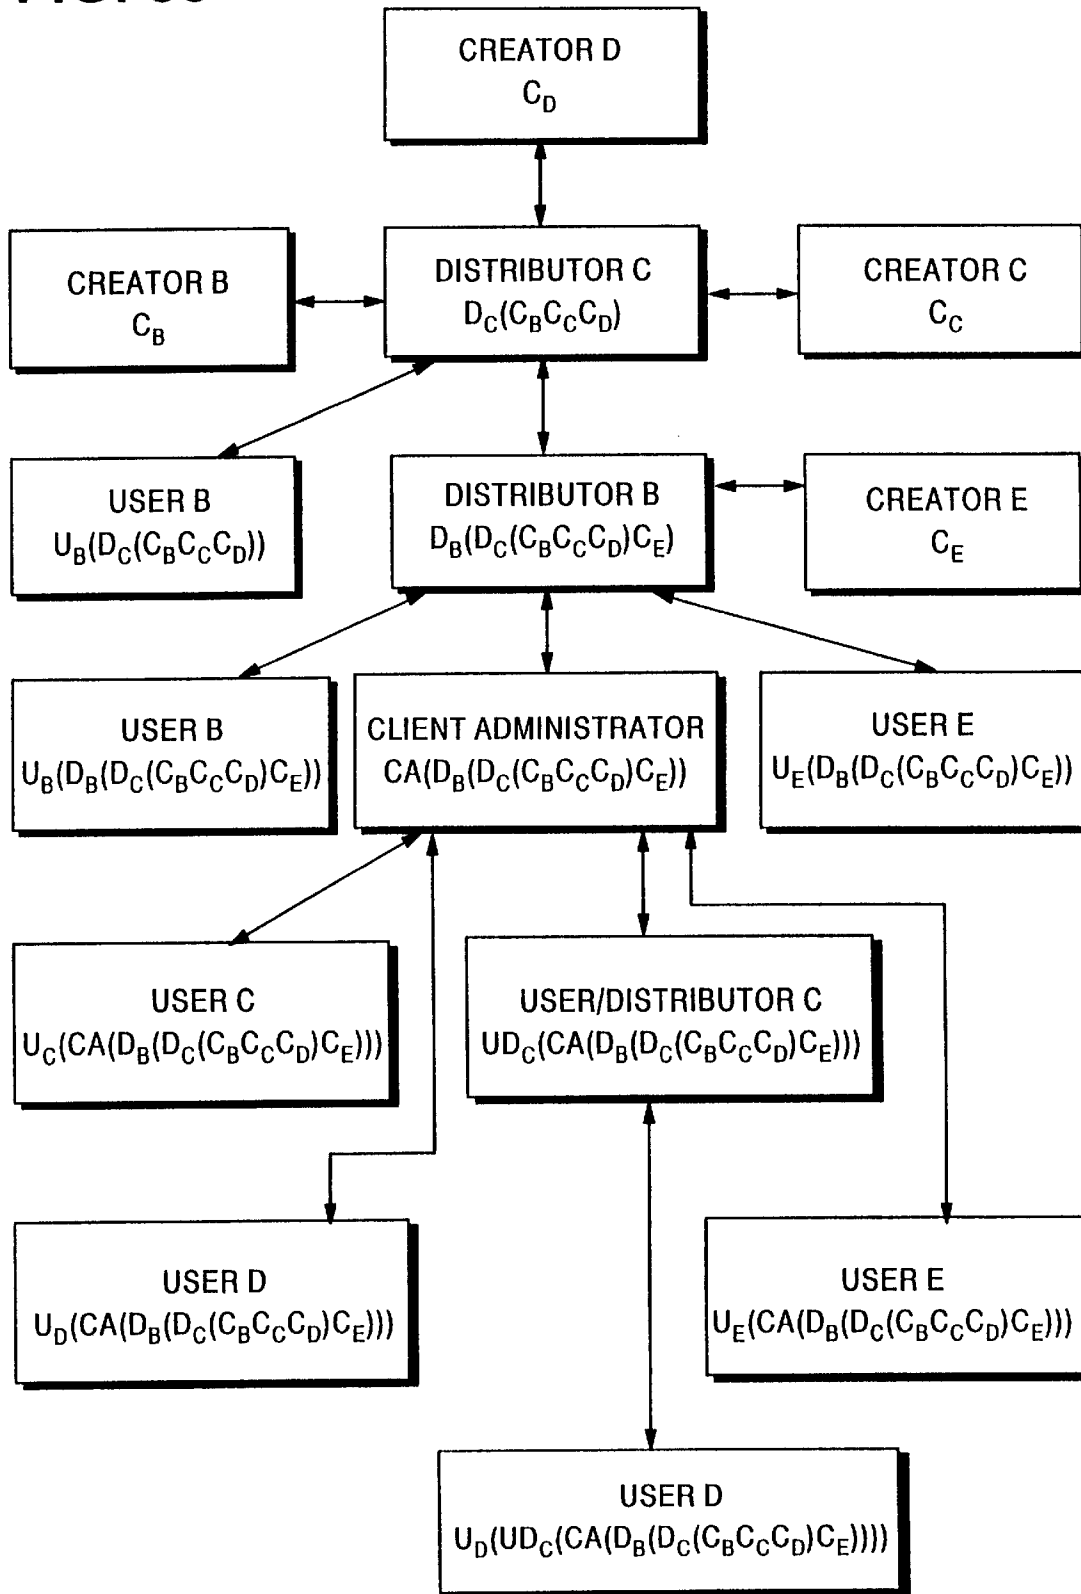 CREATOR D
C_D
CREATOR B
C_B
DISTRIBUTOR C
D_C(C_BC_CC_D)
CREATOR C
C_C
USER B
U_B(D_C(C_BC_CC_D))
DISTRIBUTOR B
D_B(D_C(C_BC_CC_D)C_E)
CREATOR E
C_E
USER B
U_B(D_B(D_C(C_BC_CC_D)C_E))
CLIENT ADMINISTRATOR
CA(D_B(D_C(C_BC_CC_D)C_E))
USER E
U_E(D_B(D_C(C_BC_CC_D)C_E))
USER C
U_C(CA(D_B(D_C(C_BC_CC_D)C_E)))
USER/DISTRIBUTOR C
UD_C(CA(D_B(D_C(C_BC_CC_D)C_E)))
USER D
U_D(CA(D_B(D_C(C_BC_CC_D)C_E)))
USER E
U_E(CA(D_B(D_C(C_BC_CC_D)C_E)))
USER D
U_D(UD_C(CA(D_B(D_C(C_BC_CC_D)C_E))))